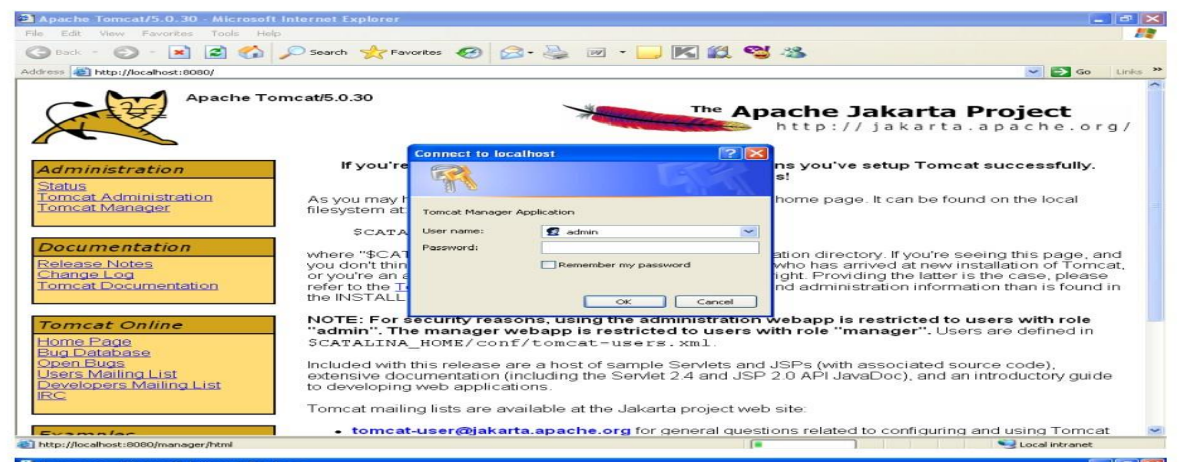 Apache Tomcat/5.0.30 - Microsoft Internet Explorer
File Edit View Favorites Tools Help
Back Search Favorites
Address http://localhost:8080/ Go Links
Apache Tomcat/5.0.30
The Apache Jakarta Project
http://jakarta.apache.org/
Administration
Status
Tomcat Administration
Tomcat Manager
Documentation
Release Notes
Change Log
Tomcat Documentation
Tomcat Online
Home Page
Bug Database
Open Bugs
Users Mailing List
Developers Mailing List
IRC
Examples
If you're ns you've setup Tomcat successfully.
s!
As you may h home page. It can be found on the local
filesystem at:
$CATA
where "$CAT ation directory. If you're seeing this page, and
you don't thin who has arrived at new installation of Tomcat,
or you're an a ight. Providing the latter is the case, please
refer to the T nd administration information than is found in
the INSTALL
NOTE: For security reasons, using the administration webapp is restricted to users with role
"admin". The manager webapp is restricted to users with role "manager". Users are defined in
$CATALINA_HOME/conf/tomcat-users.xml.
Included with this release are a host of sample Servlets and JSPs (with associated source code),
extensive documentation (including the Servlet 2.4 and JSP 2.0 API JavaDoc), and an introductory guide
to developing web applications.
Tomcat mailing lists are available at the Jakarta project web site:
• tomcat-user@jakarta.apache.org for general questions related to configuring and using Tomcat
Connect to localhost
Tomcat Manager Application
User name: admin
Password:
Remember my password
OK Cancel
http://localhost:8080/manager/html Local intranet